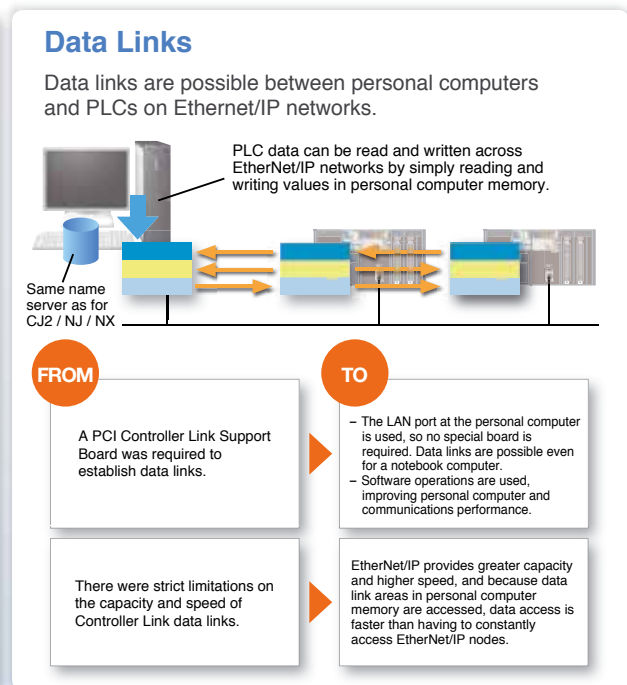 Data Links
Data links are possible between personal computers
and PLCs on Ethernet/IP networks.
PLC data can be read and written across
EtherNet/IP networks by simply reading and
writing values in personal computer memory.
Same name
server as for
CJ2 / NJ / NX
FROM
TO
A PCI Controller Link Support
Board was required to
establish data links.
– The LAN port at the personal computer
is used, so no special board is
required. Data links are possible even
for a notebook computer.
– Software operations are used,
improving personal computer and
communications performance.
There were strict limitations on
the capacity and speed of
Controller Link data links.
EtherNet/IP provides greater capacity
and higher speed, and because data
link areas in personal computer
memory are accessed, data access is
faster than having to constantly
access EtherNet/IP nodes.